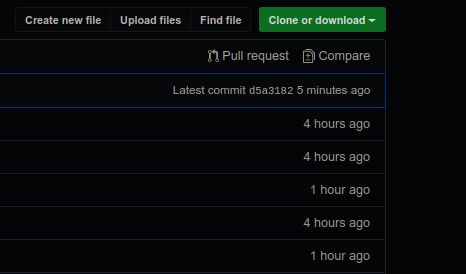 Create new file Upload files Find file Clone or download
Pull request Compare
Latest commit d5a3182 5 minutes ago
4 hours ago
4 hours ago
1 hour ago
4 hours ago
1 hour ago